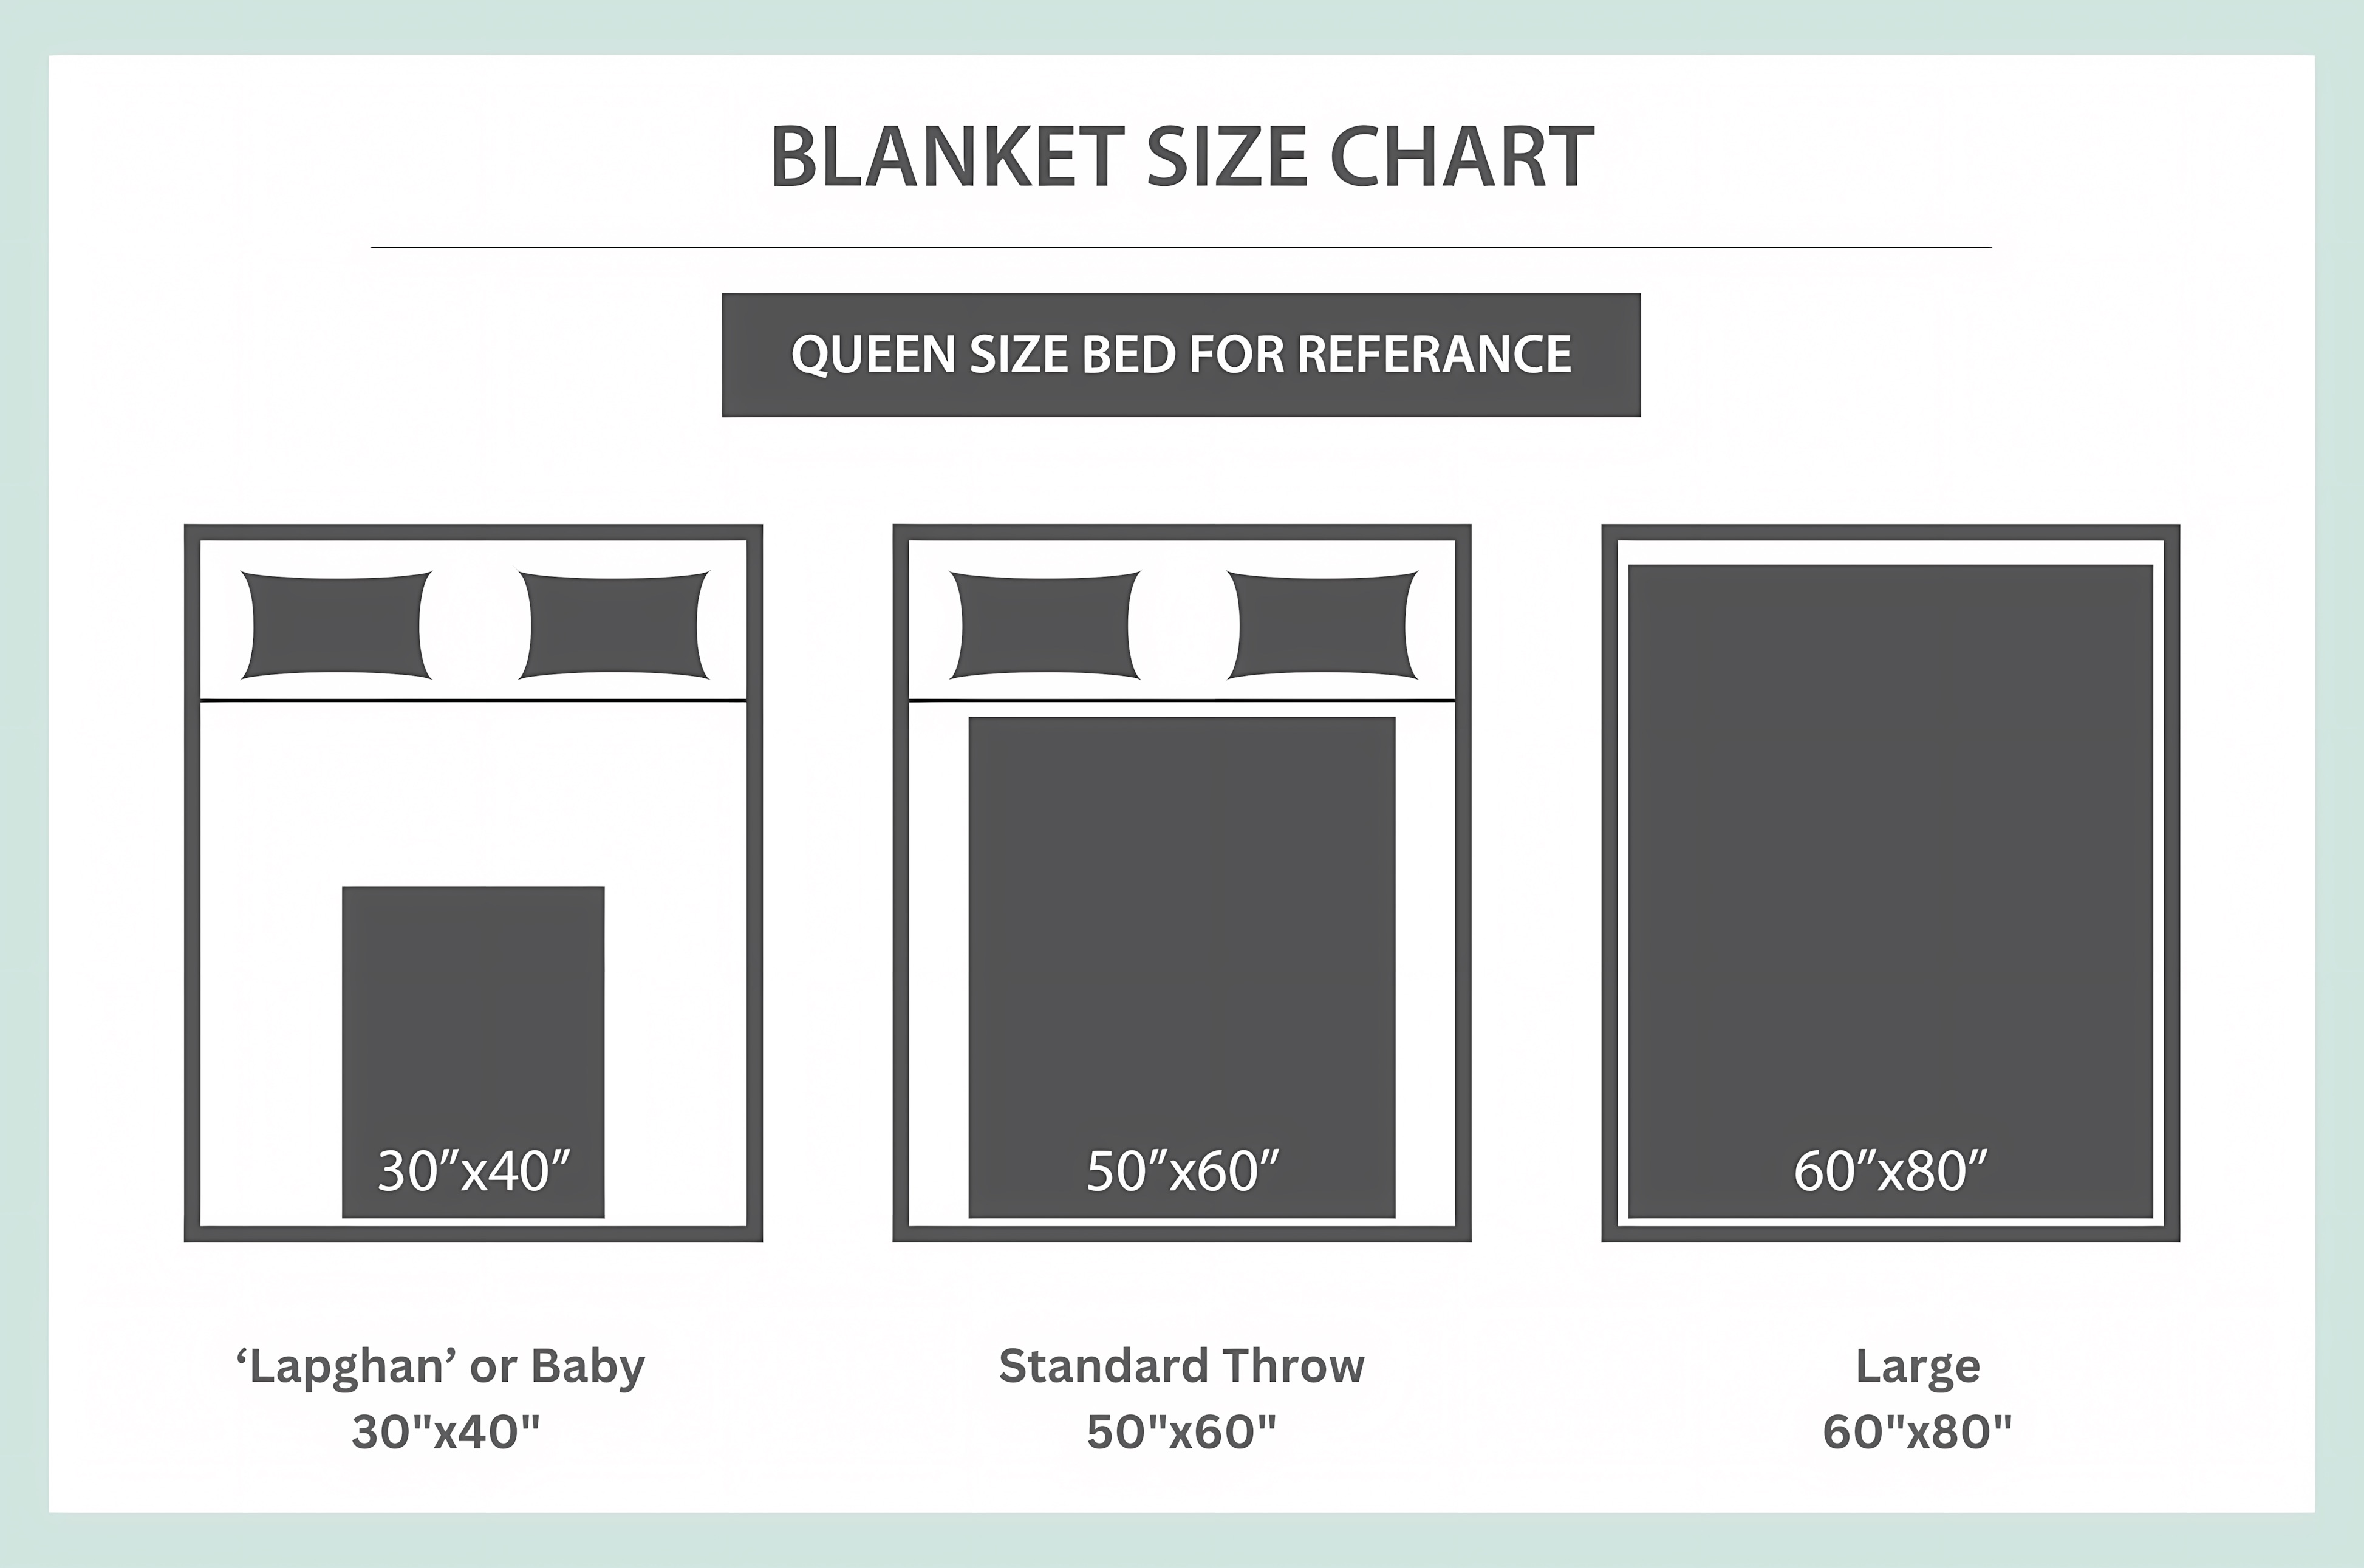 BLANKET SIZE CHART
QUEEN SIZE BED FOR REFERANCE
30”x40”
50”x60”
60”x80”
‘Lapghan’ or Baby
30"x40"
Standard Throw
50"x60"
Large
60"x80"